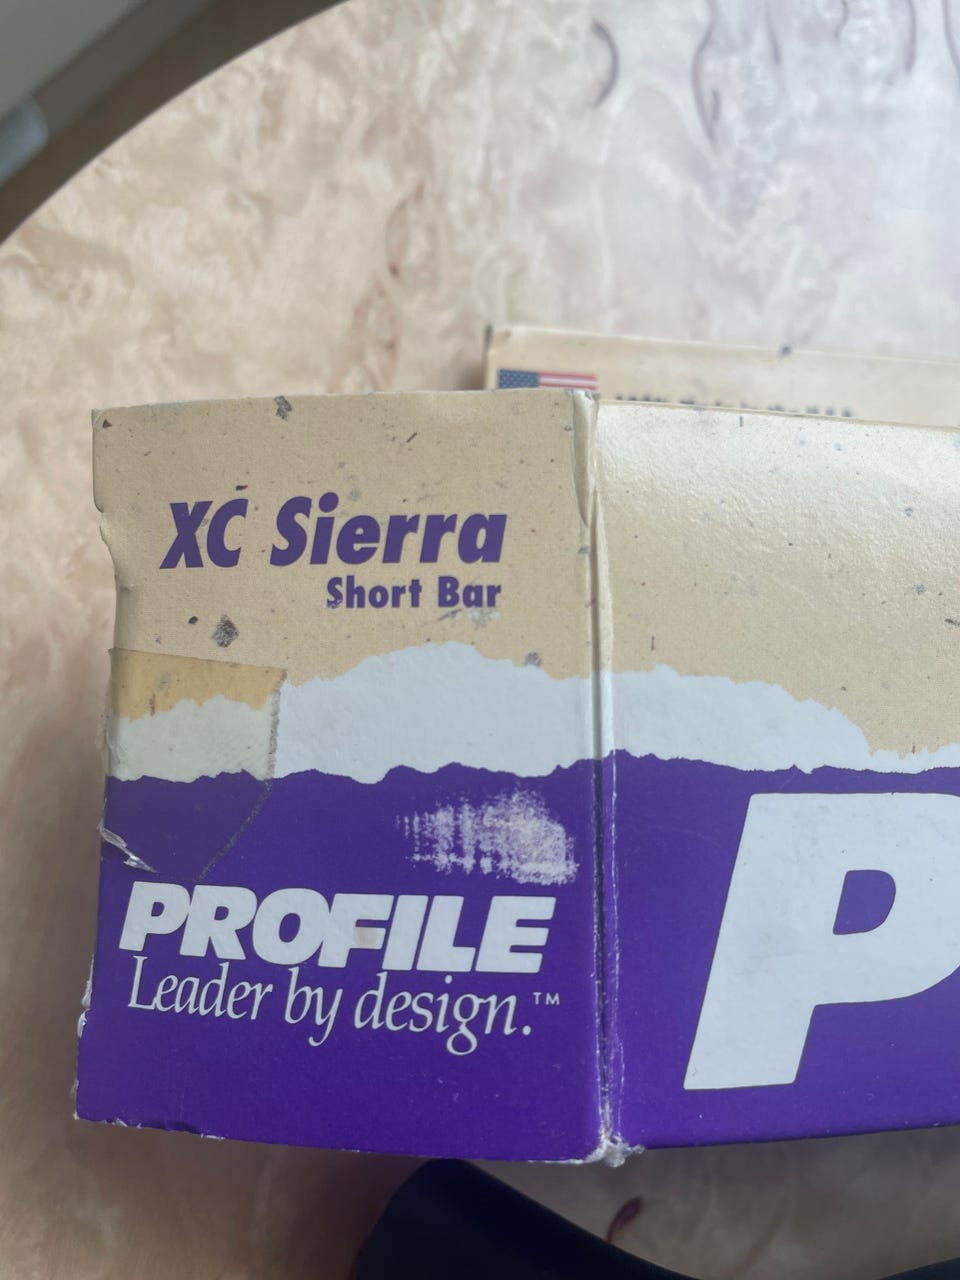 XC Sierra
Short Bar
PROFILE
Leader by design.™
P